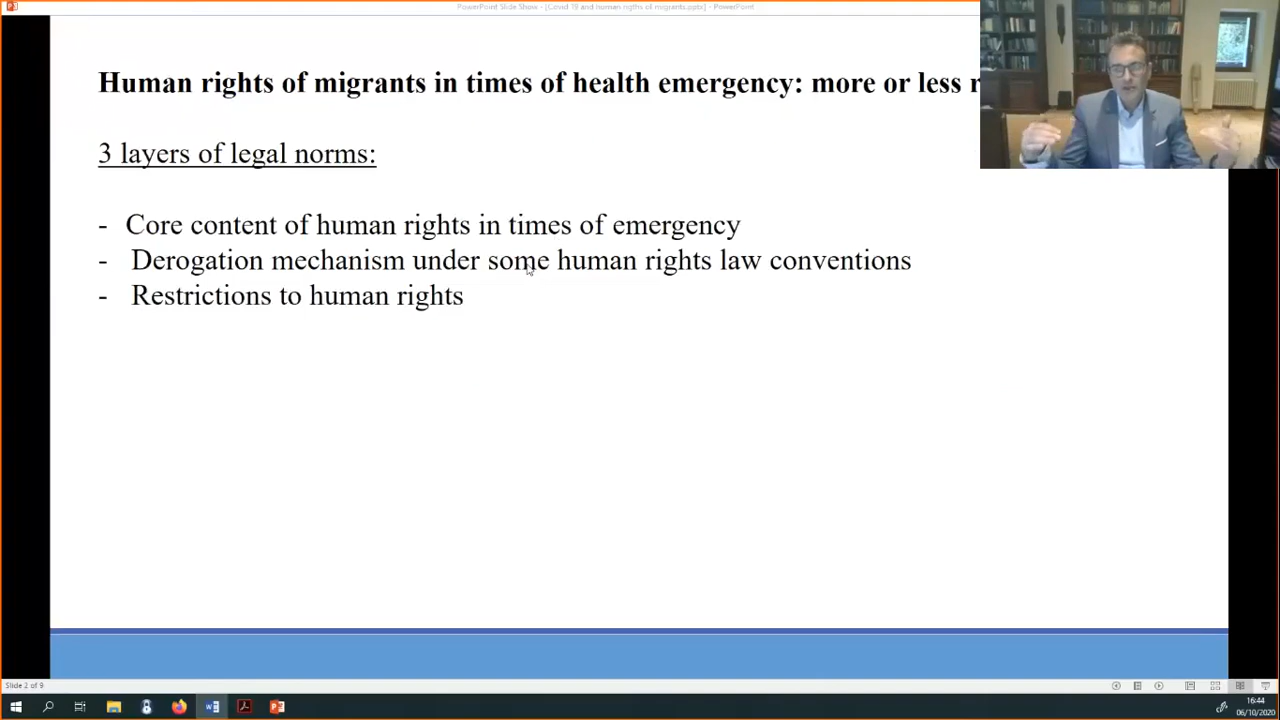 PowerPoint Slide Show - [Covid 19 and human rigths of migrants.pptx] - PowerPoint
Human rights of migrants in times of health emergency: more or less r
3 layers of legal norms:
- Core content of human rights in times of emergency
- Derogation mechanism under some human rights law conventions
- Restrictions to human rights
Slide 2 of 9
16:44
06/10/2020